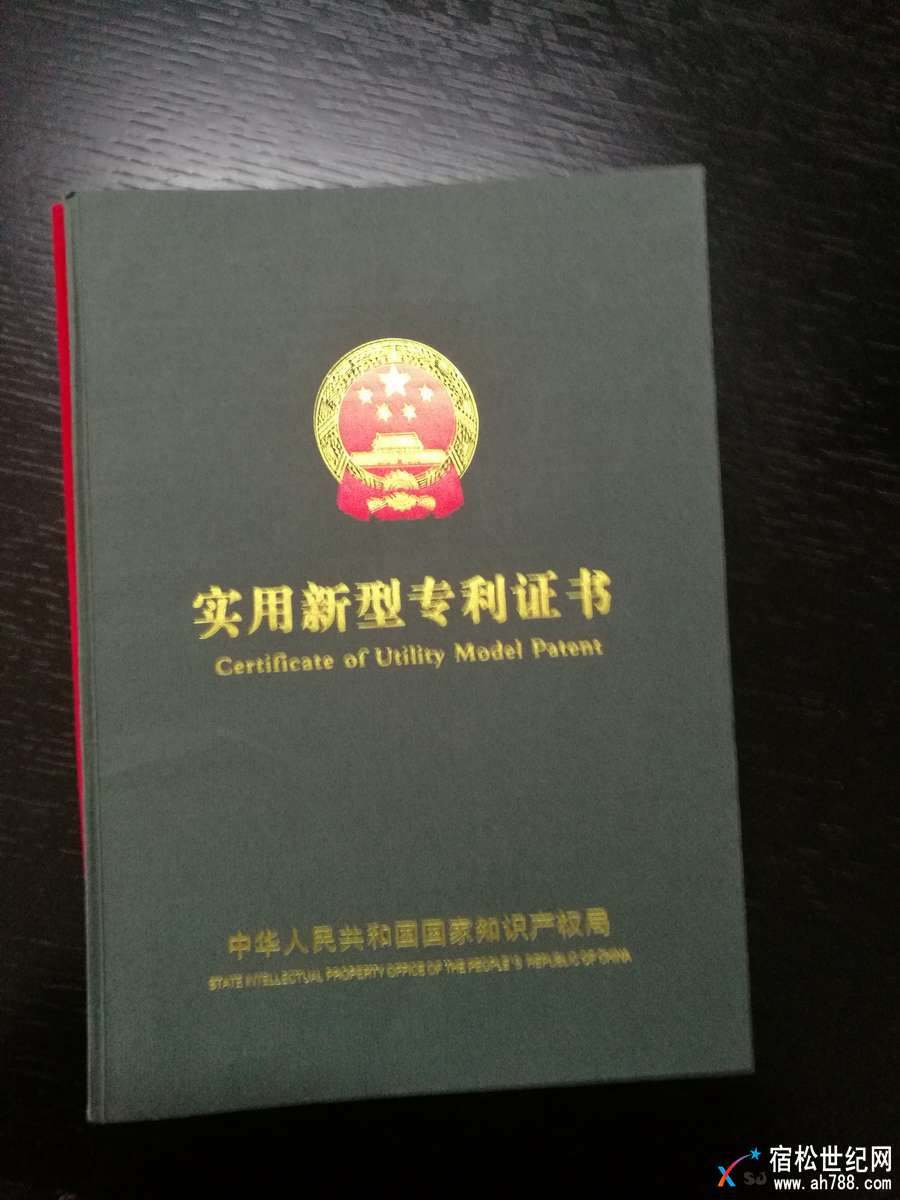 实用新型专利证书
Certificate of Utility Model Patent
中华人民共和国国家知识产权局
STATE INTELLECTUAL PROPERTY OFFICE OF THE PEOPLE'S REPUBLIC OF CHINA
宿松世纪网
www.ah788.com